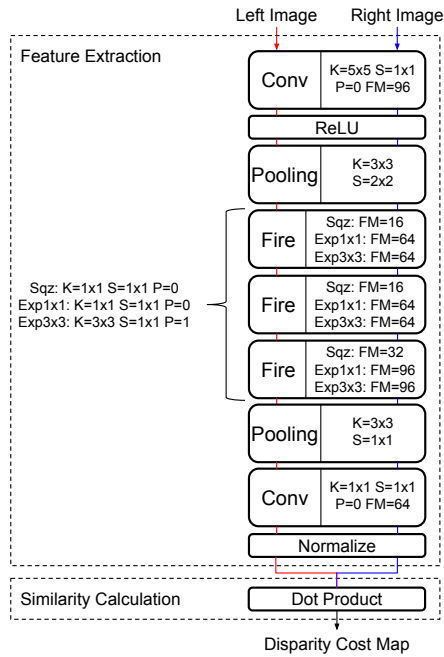 Left Image
Right Image
Feature Extraction
Conv
K=5x5 S=1x1
P=0 FM=96
ReLU
Pooling
K=3x3
S=2x2
Fire
Sqz: FM=16
Exp1x1: FM=64
Exp3x3: FM=64
Sqz: K=1x1 S=1x1 P=0
Exp1x1: K=1x1 S=1x1 P=0
Exp3x3: K=3x3 S=1x1 P=1
Fire
Sqz: FM=16
Exp1x1: FM=64
Exp3x3: FM=64
Fire
Sqz: FM=32
Exp1x1: FM=96
Exp3x3: FM=96
Pooling
K=3x3
S=1x1
Conv
K=1x1 S=1x1
P=0 FM=64
Normalize
Similarity Calculation
Dot Product
Disparity Cost Map